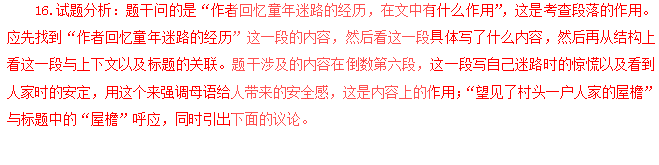 16.试题分析：题干问的是“作者回忆童年迷路的经历，在文中有什么作用”，这是考查段落的作用。
应先找到“作者回忆童年迷路的经历”这一段的内容，然后看这一段具体写了什么内容，然后再从结构上
看这一段与上下文以及标题的关联。题干涉及的内容在倒数第六段，这一段写自己迷路时的惊慌以及看到
人家时的安定，用这个来强调母语给人带来的安全感，这是内容上的作用；“望见了村头一户人家的屋檐”
与标题中的“屋檐”呼应，同时引出下面的议论。